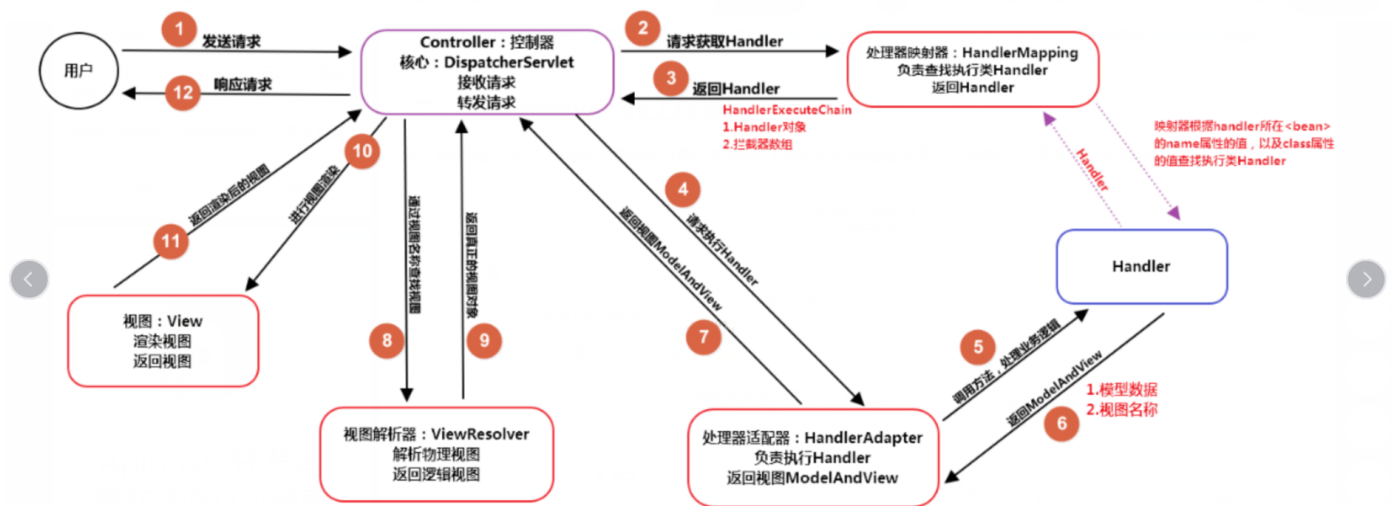 1
发送请求
用户
12
响应请求
Controller：控制器
核心：DispatcherServlet
接收请求
转发请求
2
请求获取Handler
3
返回Handler
HandlerExecuteChain
1.Handler对象
2.拦截器数组
处理器映射器：HandlerMapping
负责查找执行类Handler
返回Handler
映射器根据handler所在<bean>
的name属性的值，以及class属性
的值查找执行类Handler
Handler
Handler
4
请求执行Handler
5
调用方法，处理业务逻辑
6
返回ModelAndView
1.模型数据
2.视图名称
处理器适配器：HandlerAdapter
负责执行Handler
返回视图ModelAndView
7
返回视图ModelAndView
8
通过视图名称查找视图
9
返回真正的视图对象
视图解析器：ViewResolver
解析物理视图
返回逻辑视图
10
进行视图渲染
11
返回渲染后的视图
视图：View
渲染视图
返回视图